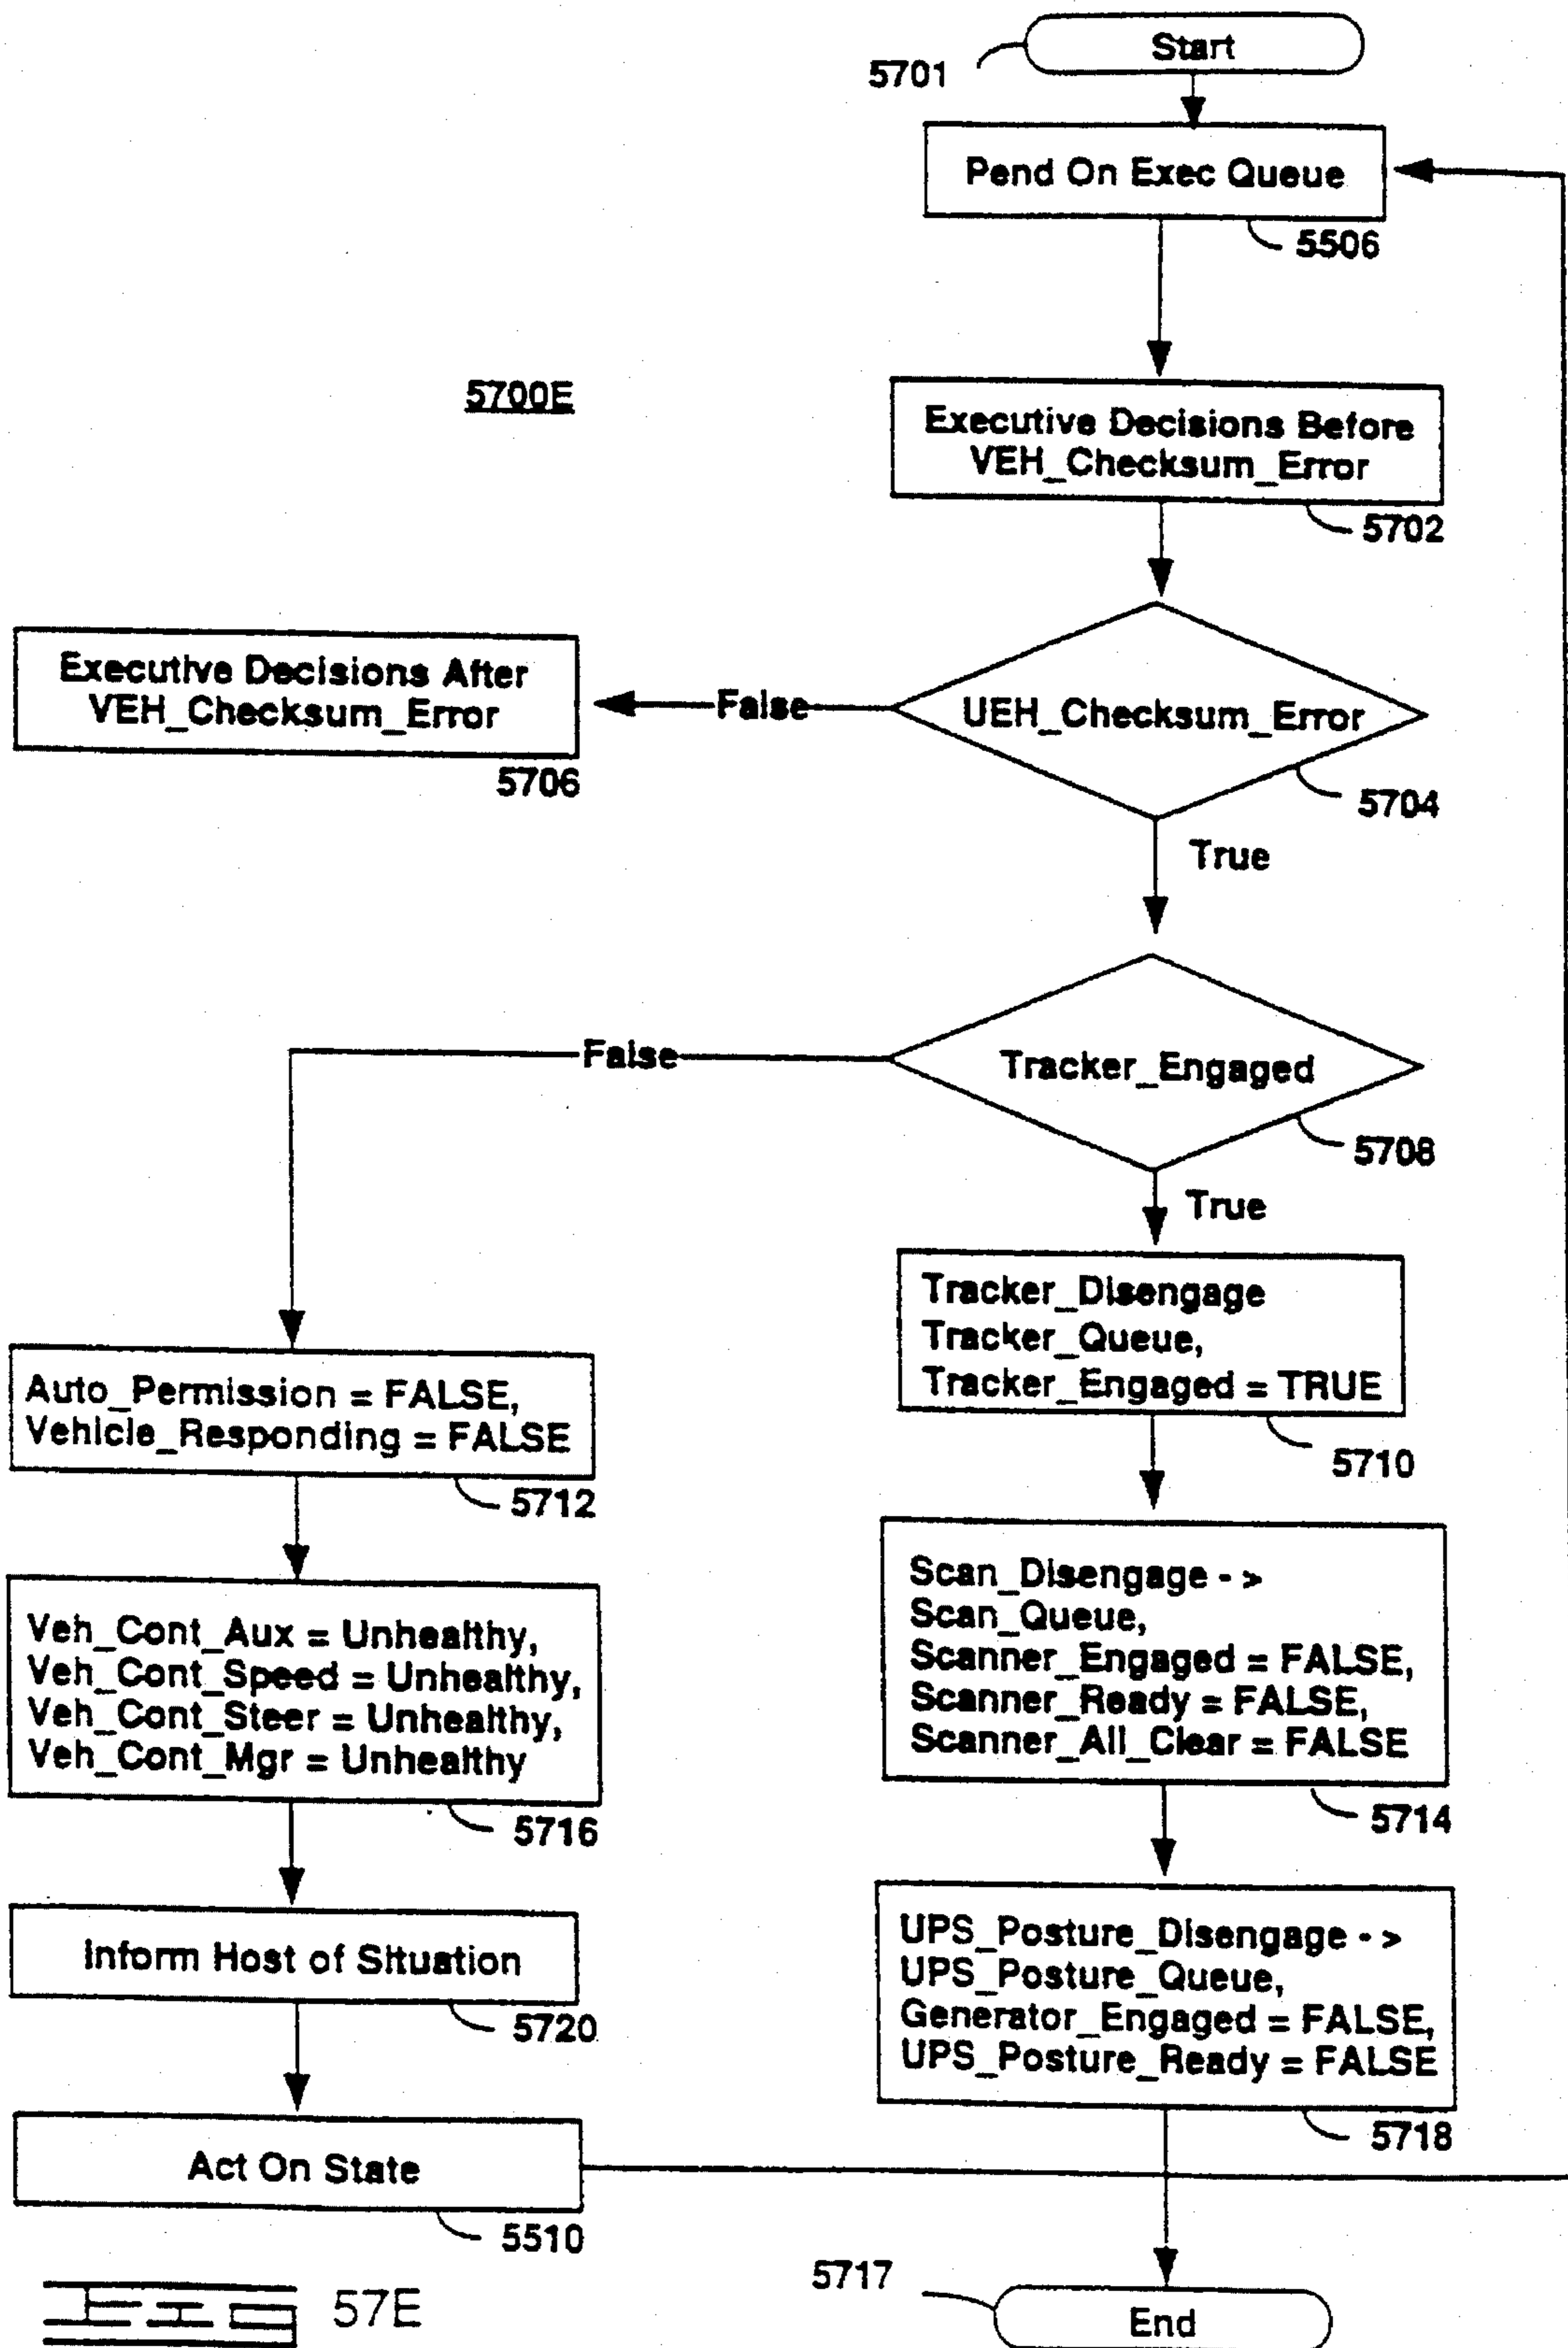 Start
5701
Pend On Exec Queue
5506
5700E
Executive Decisions Before
VEH_Checksum_Error
5702
Executive Decisions After
VEH_Checksum_Error
5706
False
UEH_Checksum_Error
5704
True
False
Tracker_Engaged
5708
True
Tracker_Disengage
Tracker_Queue,
Tracker_Engaged = TRUE
5710
Auto_Permission = FALSE,
Vehicle_Responding = FALSE
5712
Scan_Disengage - >
Scan_Queue,
Scanner_Engaged = FALSE,
Scanner_Ready = FALSE,
Scanner_All_Clear = FALSE
5714
Veh_Cont_Aux = Unhealthy,
Veh_Cont_Speed = Unhealthy,
Veh_Cont_Steer = Unhealthy,
Veh_Cont_Mgr = Unhealthy
5716
UPS_Posture_Disengage - >
UPS_Posture_Queue,
Generator_Engaged = FALSE,
UPS_Posture_Ready = FALSE
5718
Inform Host of Situation
5720
Act On State
5510
5717
End
FIG 57E